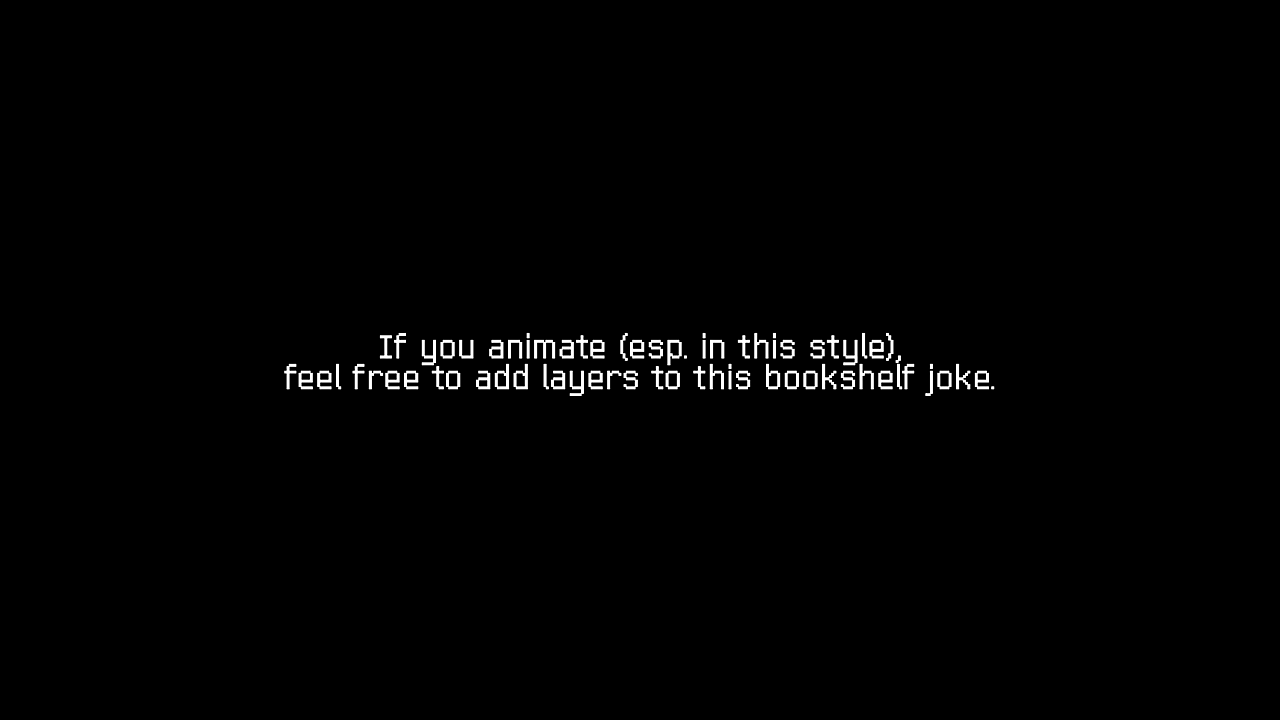 If you animate (esp. in this style),
feel free to add layers to this bookshelf joke.